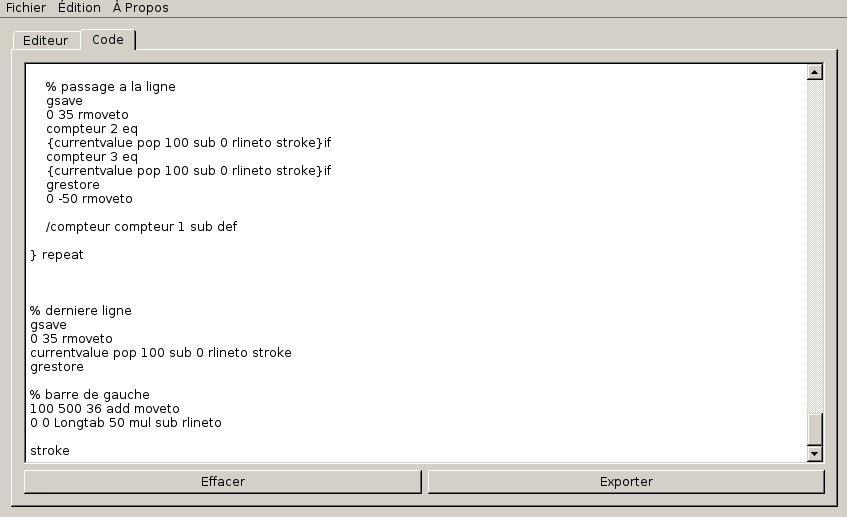 Fichier Édition À Propos
Editeur Code
% passage a la ligne
gsave
0 35 rmoveto
compteur 2 eq
{currentvalue pop 100 sub 0 rlineto stroke}if
compteur 3 eq
{currentvalue pop 100 sub 0 rlineto stroke}if
grestore
0 -50 rmoveto
/compteur compteur 1 sub def
} repeat
% derniere ligne
gsave
0 35 rmoveto
currentvalue pop 100 sub 0 rlineto stroke
grestore
% barre de gauche
100 500 36 add moveto
0 0 Longtab 50 mul sub rlineto
stroke
Effacer Exporter